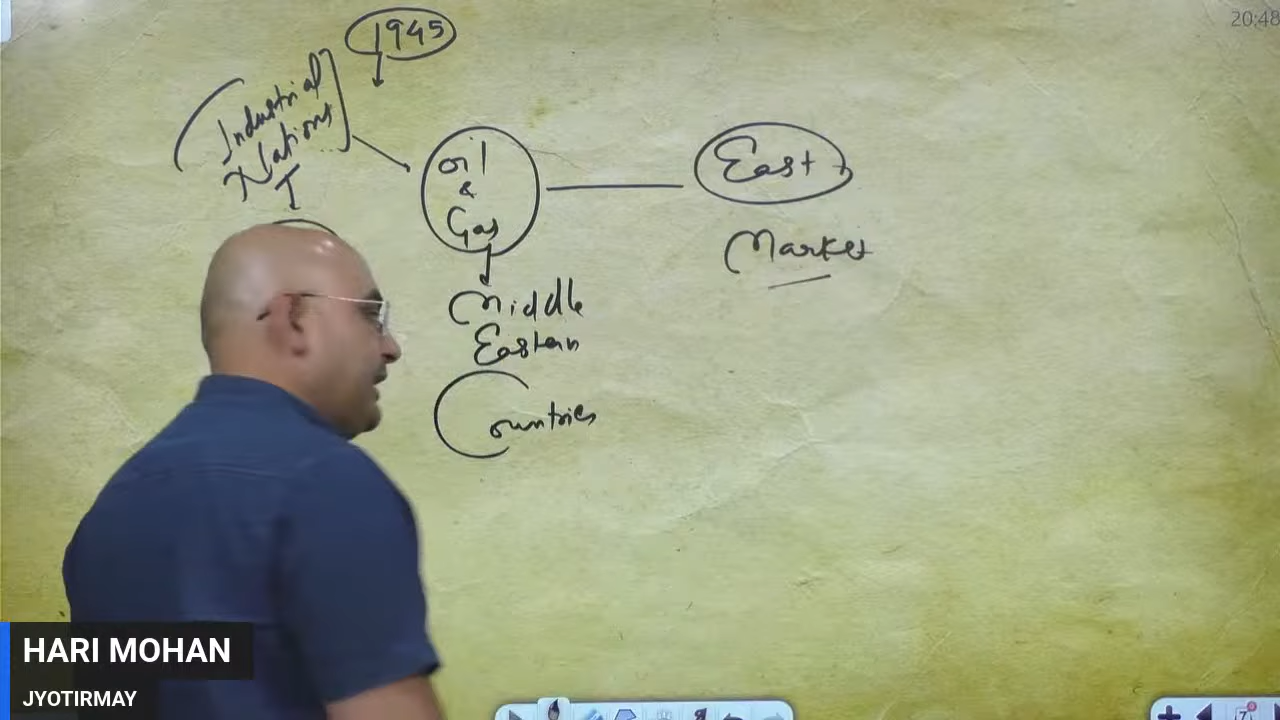 20:48
1945
Industrial
Nations
Oil
&
Gas
East
Market
Middle
Eastern
Countries
HARI MOHAN
JYOTIRMAY